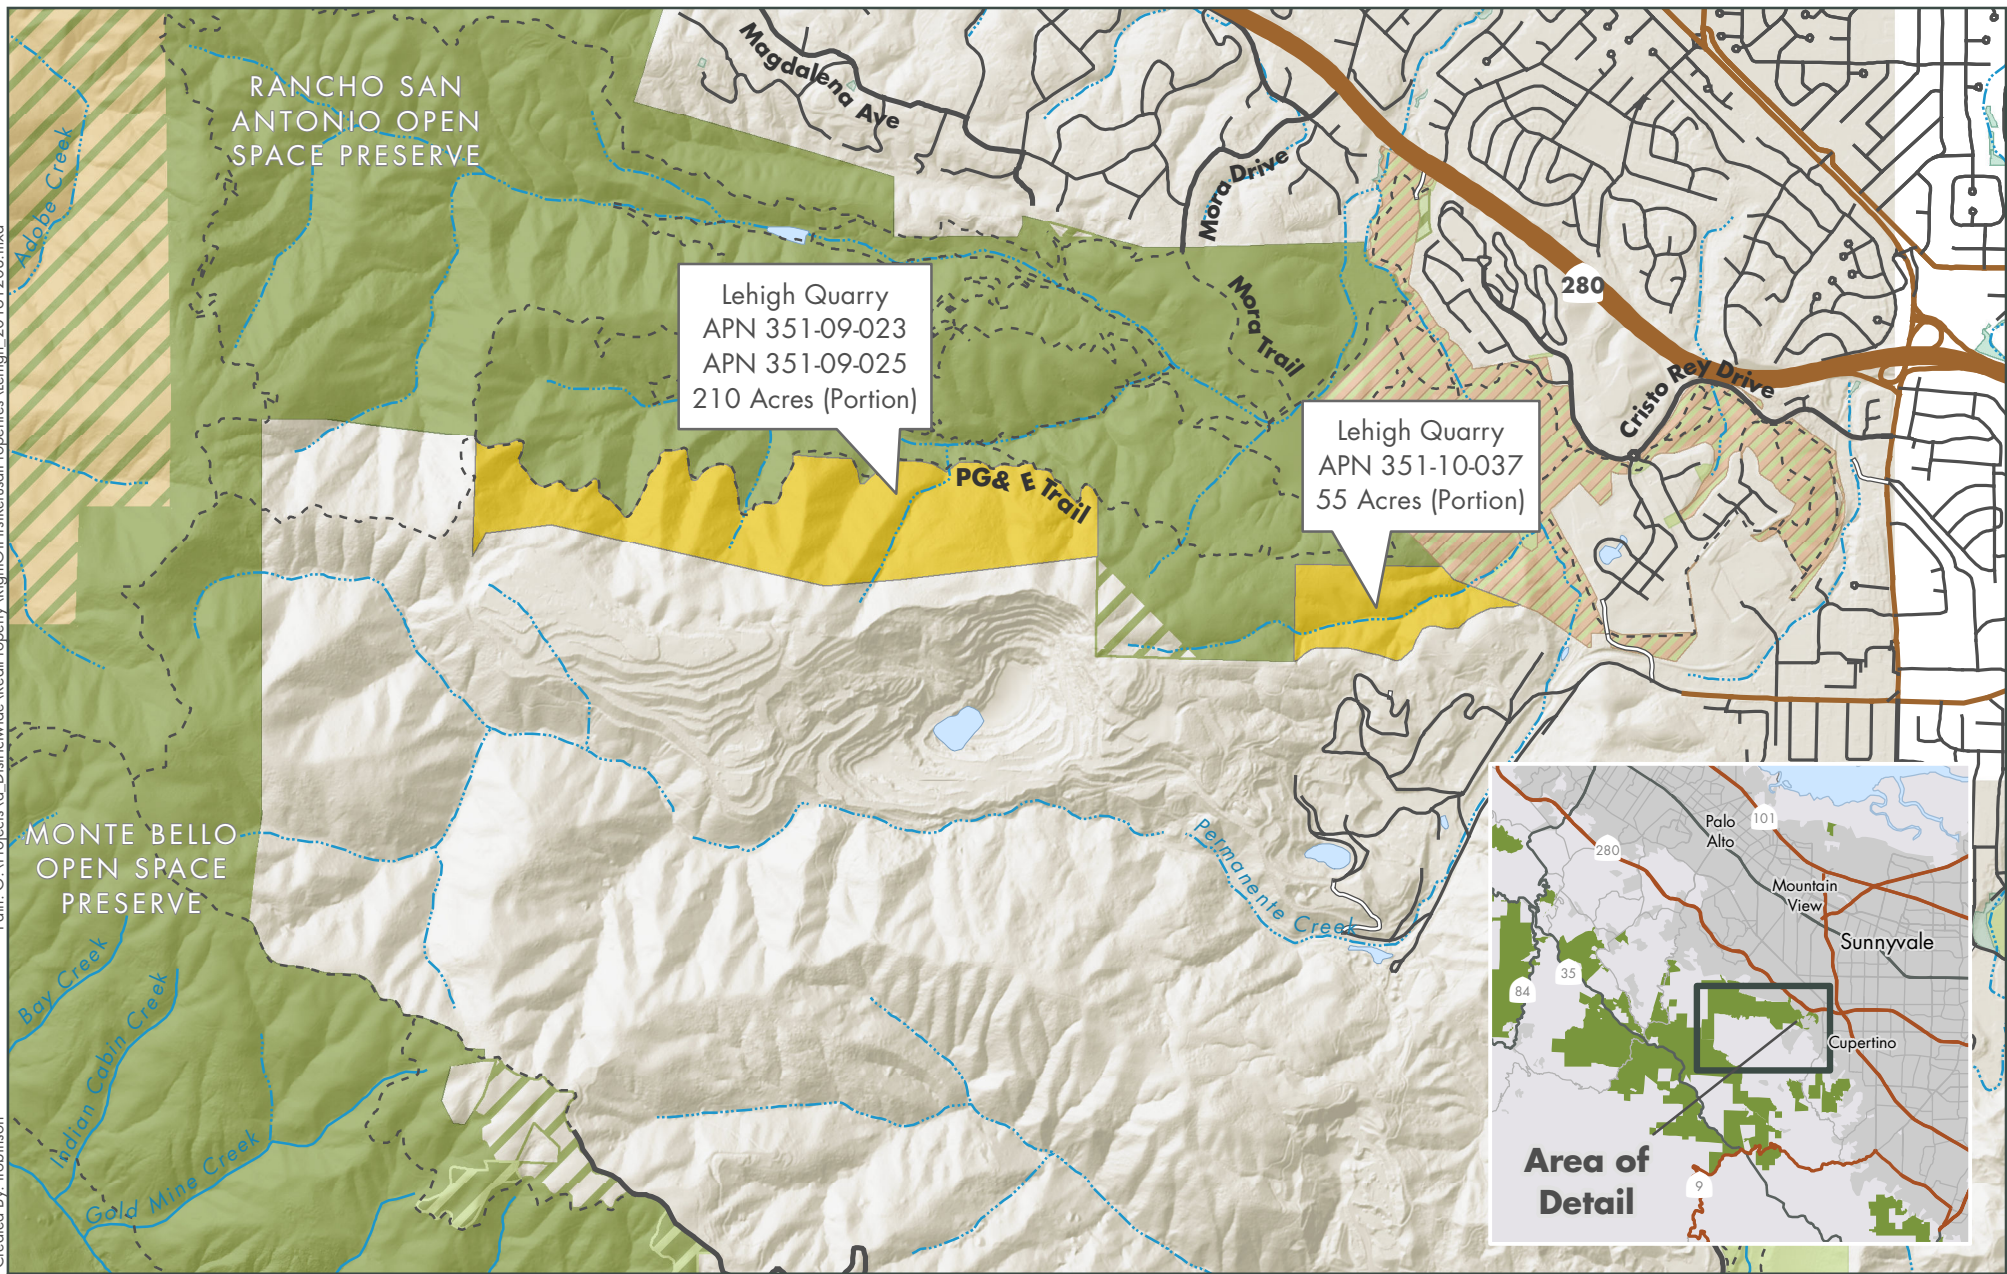 RANCHO SAN
ANTONIO OPEN
SPACE PRESERVE
Magdalena Ave
Mora Drive
Adobe Creek
280
Lehigh Quarry
APN 351-09-023
APN 351-09-025
210 Acres (Portion)
Mora Trail
Cristo Rey Drive
Lehigh Quarry
APN 351-10-037
55 Acres (Portion)
PG& E Trail
MONTE BELLO
OPEN SPACE
PRESERVE
Permanente Creek
Bay Creek
Indian Cabin Creek
Gold Mine Creek
Palo
Alto
101
280
Mountain
View
Sunnyvale
35
84
Cupertino
Area of
Detail
9